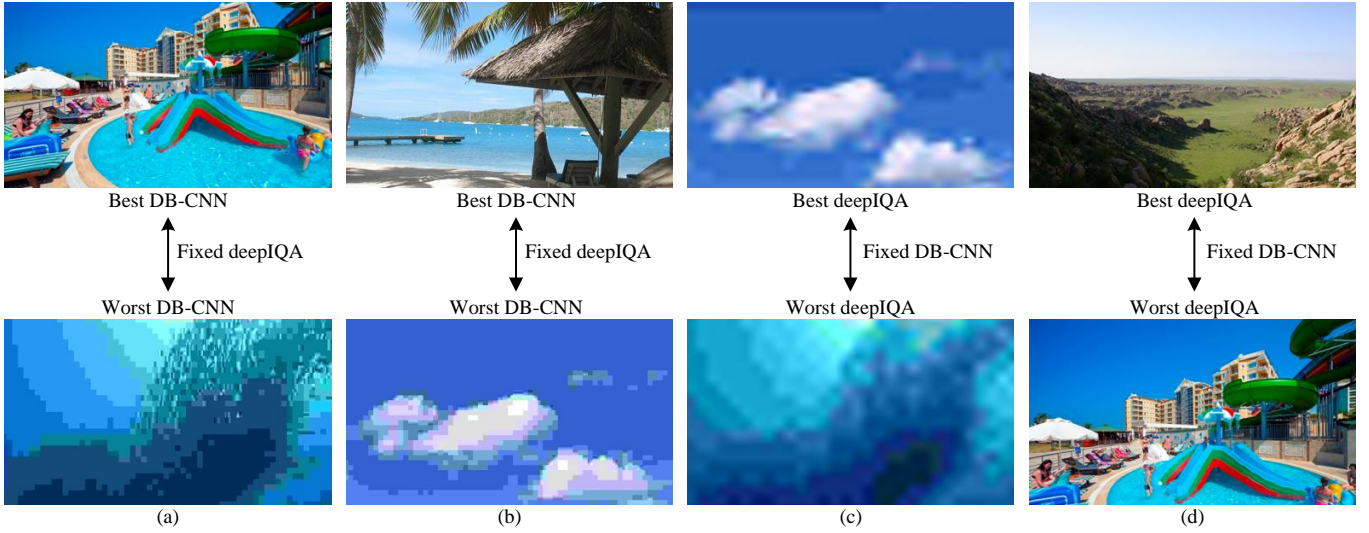 Best DB-CNN
Fixed deepIQA
Worst DB-CNN
(a)
Best DB-CNN
Fixed deepIQA
Worst DB-CNN
(b)
Best deepIQA
Fixed DB-CNN
Worst deepIQA
(c)
Best deepIQA
Fixed DB-CNN
Worst deepIQA
(d)